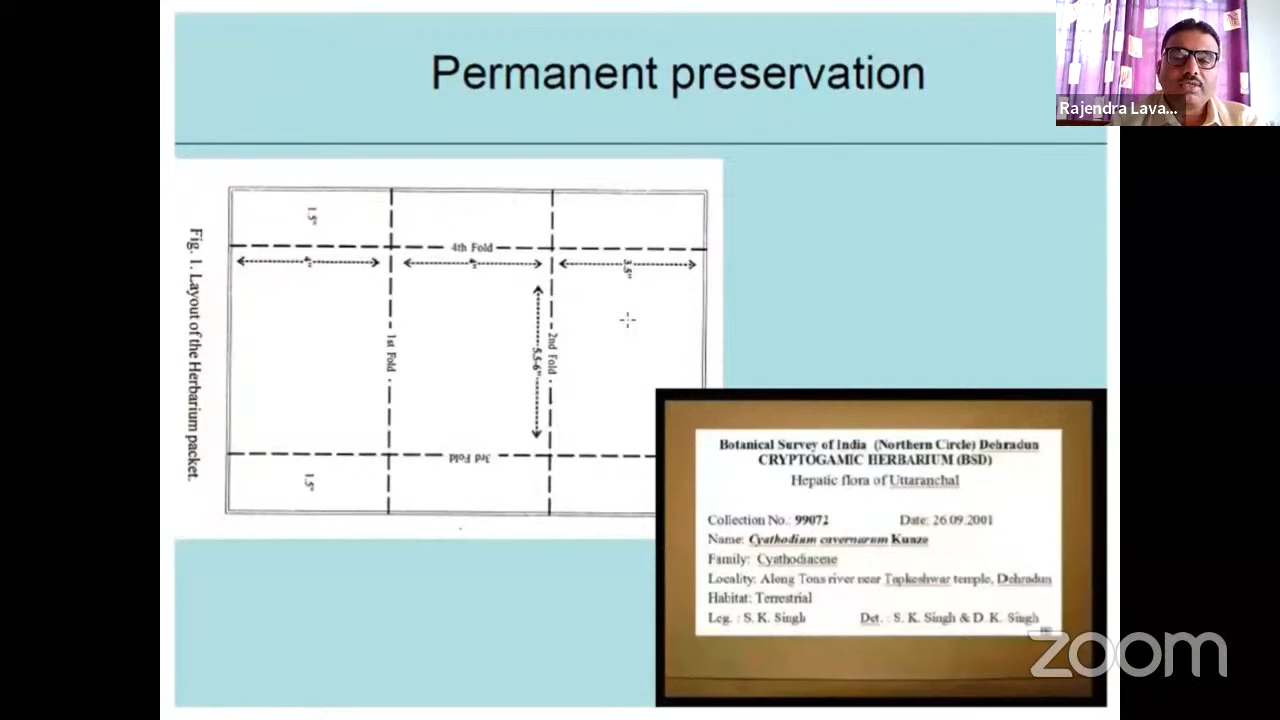 Permanent preservation
Rajendra Lava...
1.5"
4th Fold
4"
4"
3.5"
1st Fold
2nd Fold
5.5-6"
3rd Fold
1.5"
Fig. 1. Layout of the Herbarium packet.
Botanical Survey of India (Northern Circle) Dehradun
CRYPTOGAMIC HERBARIUM (BSD)
Hepatic flora of Uttaranchal
Collection No.: 99072 Date: 26.09.2001
Name: Cyathodium cavernarum Kunze
Family: Cyathodiaceae
Locality: Along Tons river near Tapkeshwar temple, Dehradun
Habitat: Terrestrial
Leg. : S. K. Singh Det. : S. K. Singh & D. K. Singh
zoom